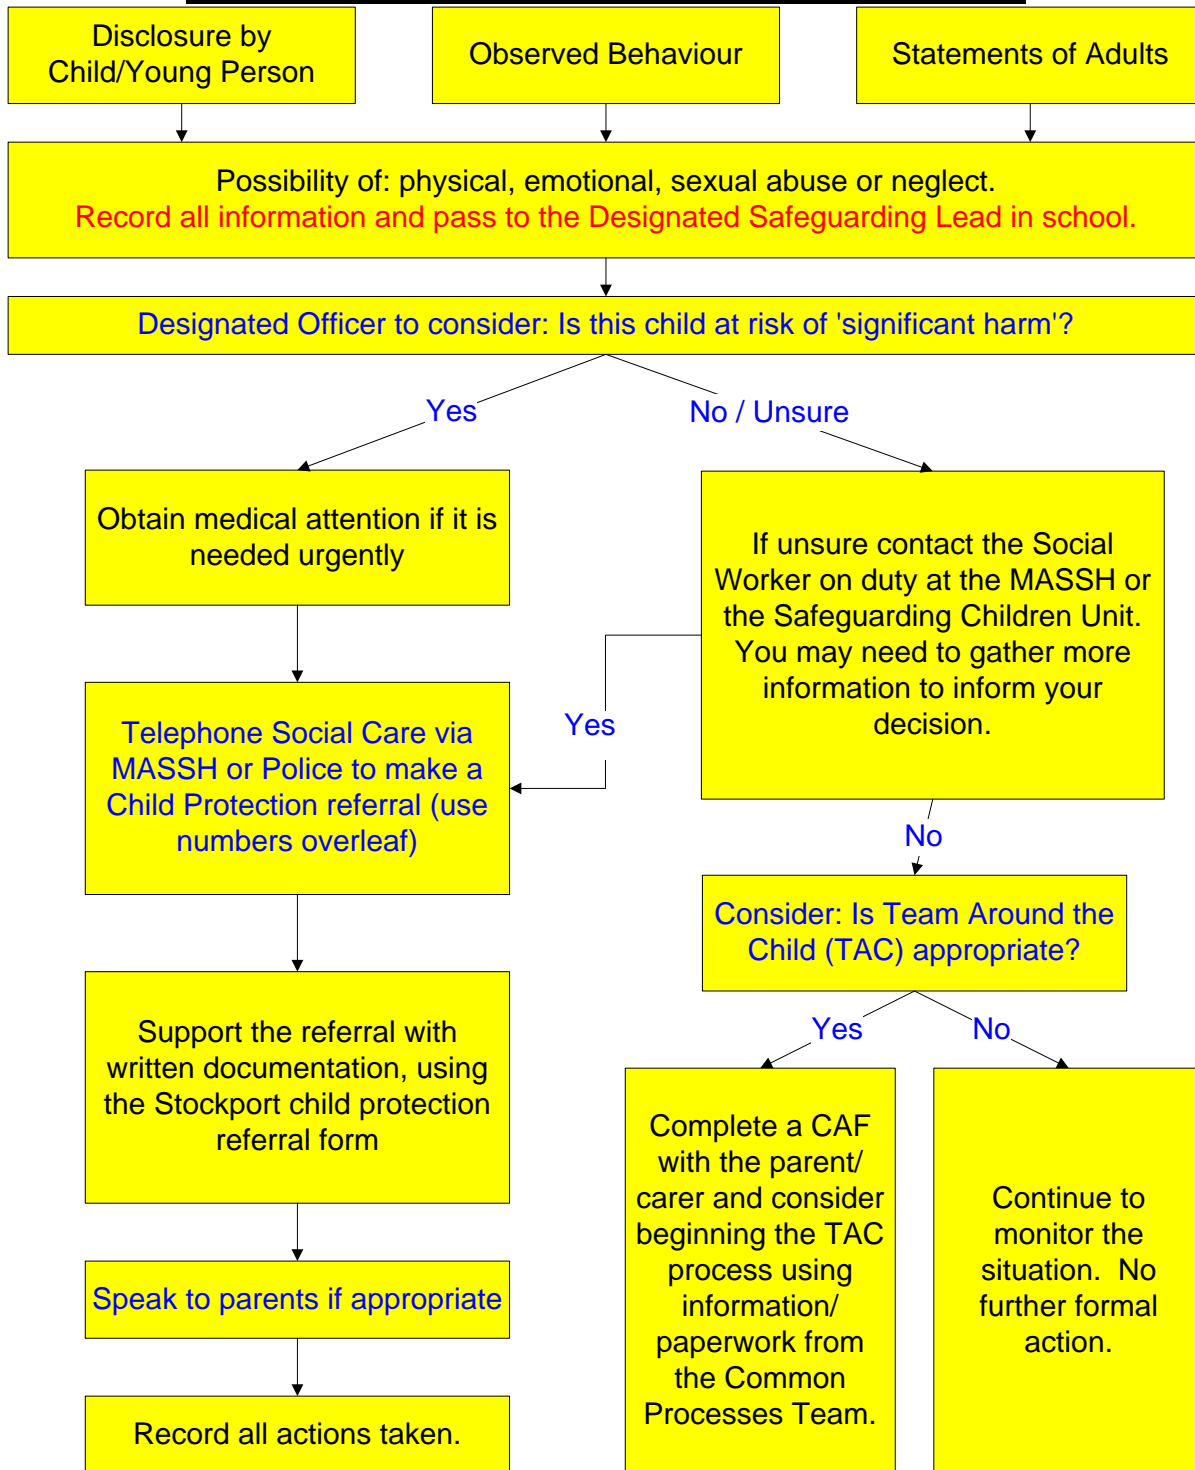 Disclosure by
Child/Young Person
Observed Behaviour
Statements of Adults
Possibility of: physical, emotional, sexual abuse or neglect.
Record all information and pass to the Designated Safeguarding Lead in school.
Designated Officer to consider: Is this child at risk of 'significant harm'?
Yes
No / Unsure
Obtain medical attention if it is
needed urgently
If unsure contact the Social
Worker on duty at the MASSH or
the Safeguarding Children Unit.
You may need to gather more
information to inform your
decision.
Yes
Telephone Social Care via
MASSH or Police to make a
Child Protection referral (use
numbers overleaf)
No
Consider: Is Team Around the
Child (TAC) appropriate?
Yes
No
Support the referral with
written documentation, using
the Stockport child protection
referral form
Complete a CAF
with the parent/
carer and consider
beginning the TAC
process using
information/
paperwork from
the Common
Processes Team.
Continue to
monitor the
situation.  No
further formal
action.
Speak to parents if appropriate
Record all actions taken.